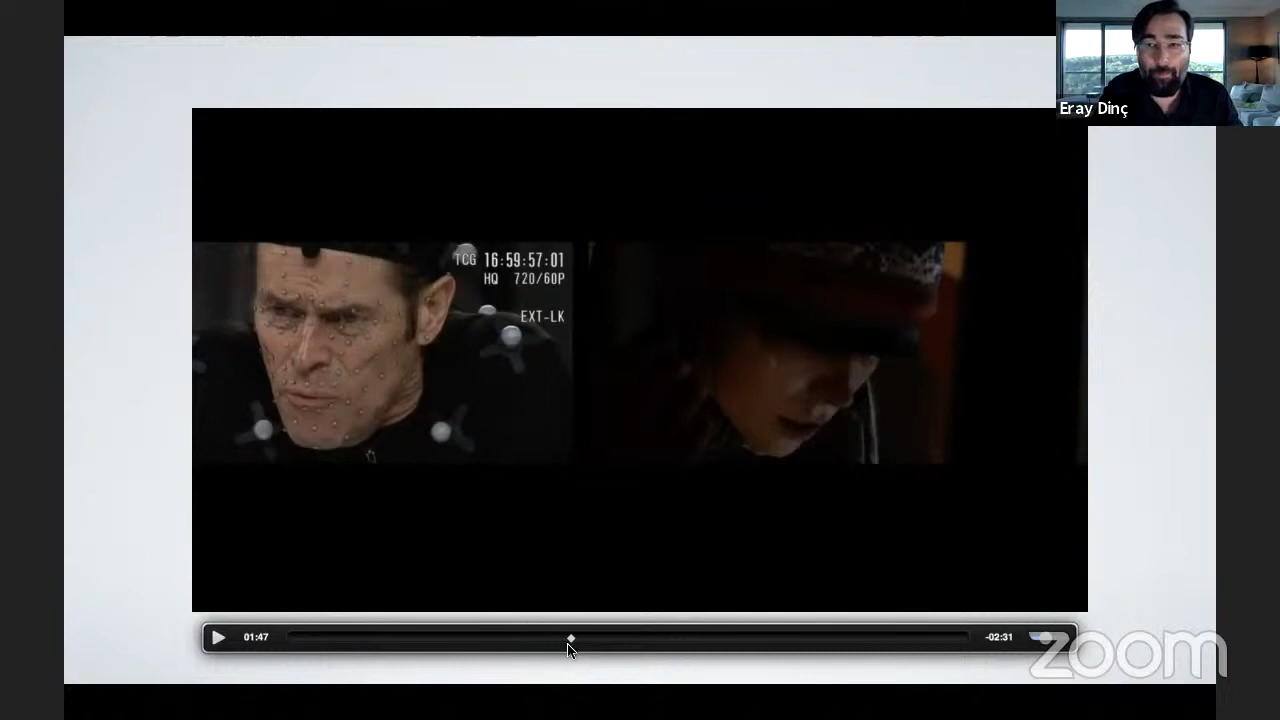 Eray Dinç
TCG 16:59:57:01
HQ 720/60P
EXT-LK
01:47
-02:31
zoom